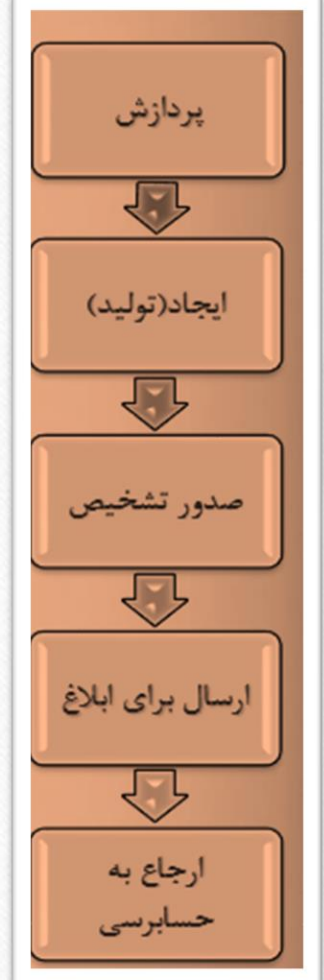 پردازش
ایجاد(تولید)
صدور تشخیص
ارسال برای ابلاغ
ارجاع به
حسابرسی